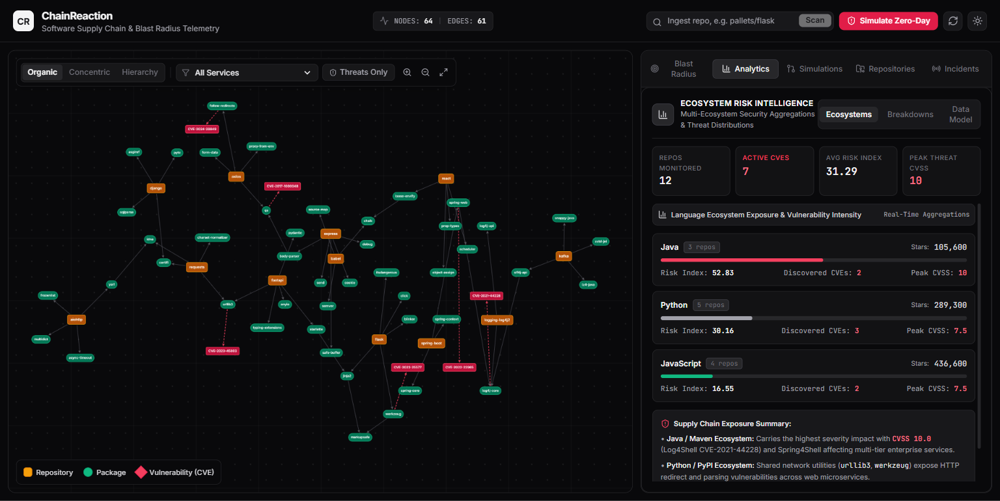 CR
ChainReaction
Software Supply Chain & Blast Radius Telemetry
NODES: 64 | EDGES: 61
Ingest repo, e.g. pallets/flask
Scan
Simulate Zero-Day
Organic
Concentric
Hierarchy
All Services
Threats Only
follow-redirects
CVE-2024-28849
proxy-from-env
asgiref
pytz
form-data
axios
react
django
CVE-2017-1000048
loose-envify
spring-web
sqlparse
qs
source-map
snappy-java
chalk
prop-types
log4j-api
idna
charset-normalizer
pydantic
express
debug
scheduler
zstd-jni
body-parser
babel
kafka
certifi
requests
itsdangerous
object-assign
slf4j-api
fastapi
send
cookie
lz4-java
yarl
frozenlist
click
CVE-2021-44228
urllib3
anyio
semver
aiohttp
blinker
spring-context
logging-log4j2
typing-extensions
starlette
multidict
flask
spring-boot
async-timeout
CVE-2023-45803
safe-buffer
CVE-2023-25577
CVE-2022-22965
jinja2
spring-core
log4j-core
werkzeug
markupsafe
Repository
Package
Vulnerability (CVE)
Blast
Radius
Analytics
Simulations
Repositories
Incidents
ECOSYSTEM RISK INTELLIGENCE
Multi-Ecosystem Security Aggregations
& Threat Distributions
Ecosystems
Breakdowns
Data
Model
REPOS
MONITORED
12
ACTIVE CVES
7
AVG RISK INDEX
31.29
PEAK THREAT
CVSS
10
Language Ecosystem Exposure & Vulnerability Intensity
Real-Time Aggregations
Java
3 repos
Stars: 105,600
Risk Index: 52.83
Discovered CVEs: 2
Peak CVSS: 10
Python
5 repos
Stars: 289,300
Risk Index: 30.16
Discovered CVEs: 3
Peak CVSS: 7.5
JavaScript
4 repos
Stars: 436,600
Risk Index: 16.55
Discovered CVEs: 2
Peak CVSS: 7.5
Supply Chain Exposure Summary:
• Java / Maven Ecosystem: Carries the highest severity impact with CVSS 10.0
(Log4Shell CVE-2021-44228) and Spring4Shell affecting multi-tier enterprise services.
• Python / PyPI Ecosystem: Shared network utilities (urllib3, werkzeug) expose HTTP
redirect and parsing vulnerabilities across web microservices.